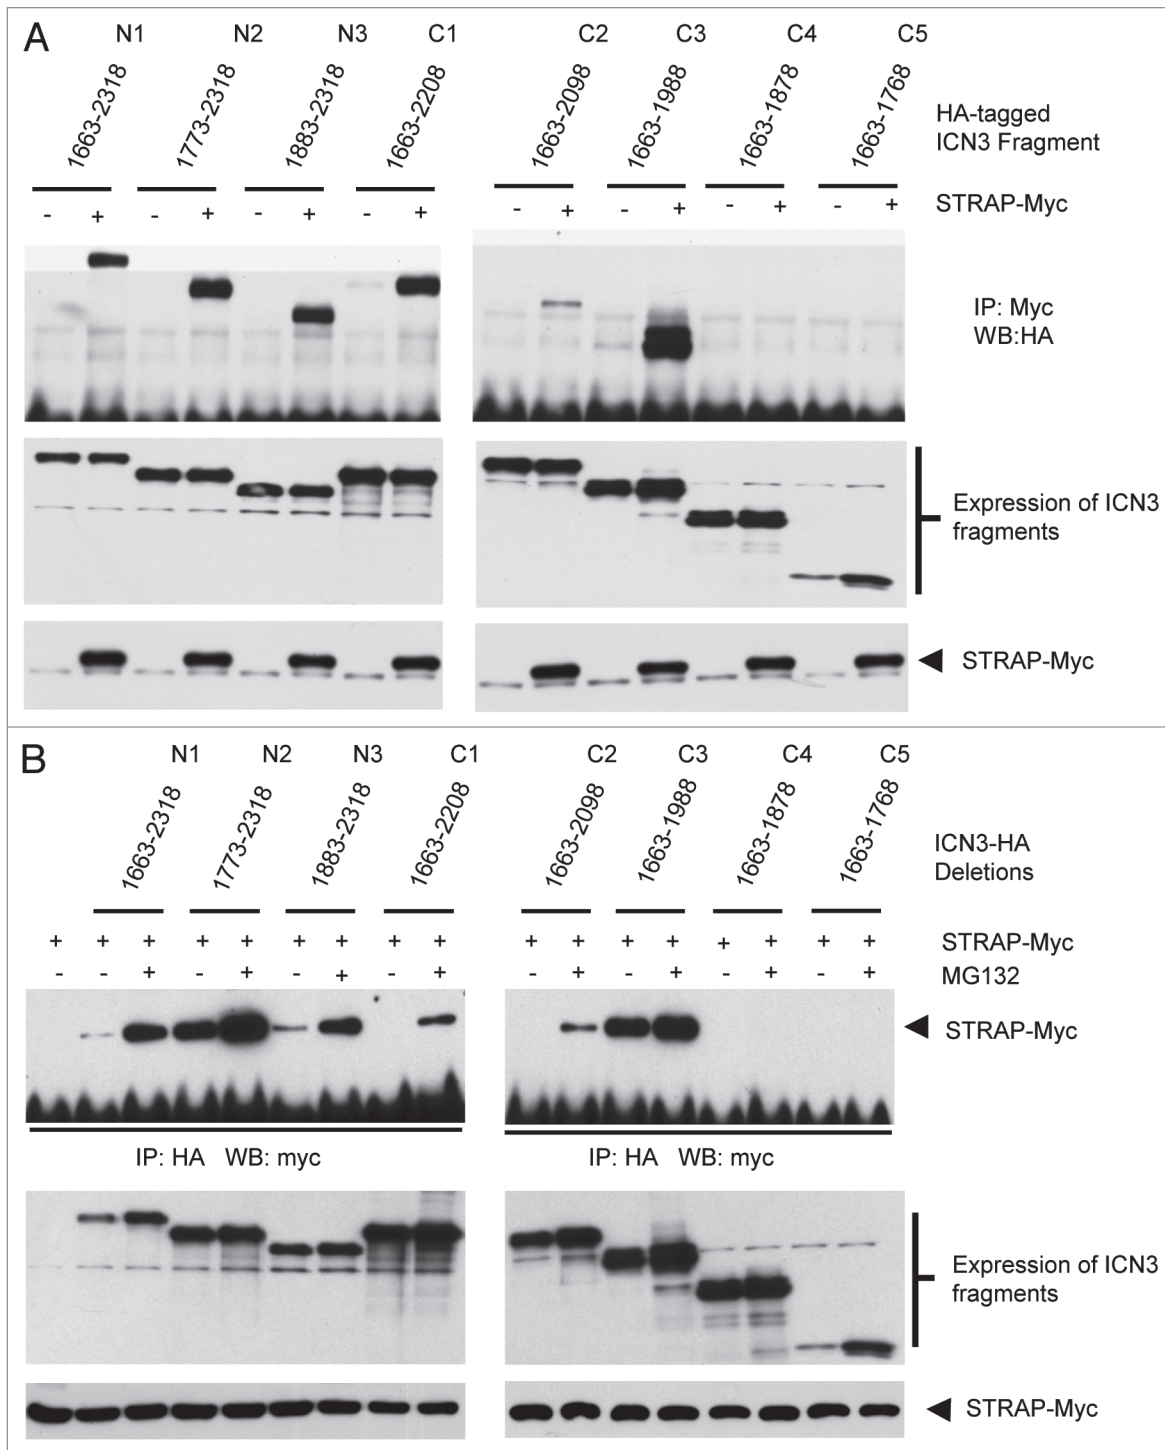 A
N1 N2 N3 C1 C2 C3 C4 C5
1663-2318 1773-2318 1883-2318 1663-2208 1663-2098 1663-1988 1663-1878 1663-1768
HA-tagged
ICN3 Fragment
- + - + - + - + - + - + - + - + STRAP-Myc
IP: Myc
WB:HA
Expression of ICN3
fragments
STRAP-Myc
B
N1 N2 N3 C1 C2 C3 C4 C5
1663-2318 1773-2318 1883-2318 1663-2208 1663-2098 1663-1988 1663-1878 1663-1768
ICN3-HA
Deletions
+ + + + + + + + + + + + + + + + + STRAP-Myc
- - + - + - + - + - + - + - + - + MG132
STRAP-Myc
IP: HA WB: myc IP: HA WB: myc
Expression of ICN3
fragments
STRAP-Myc